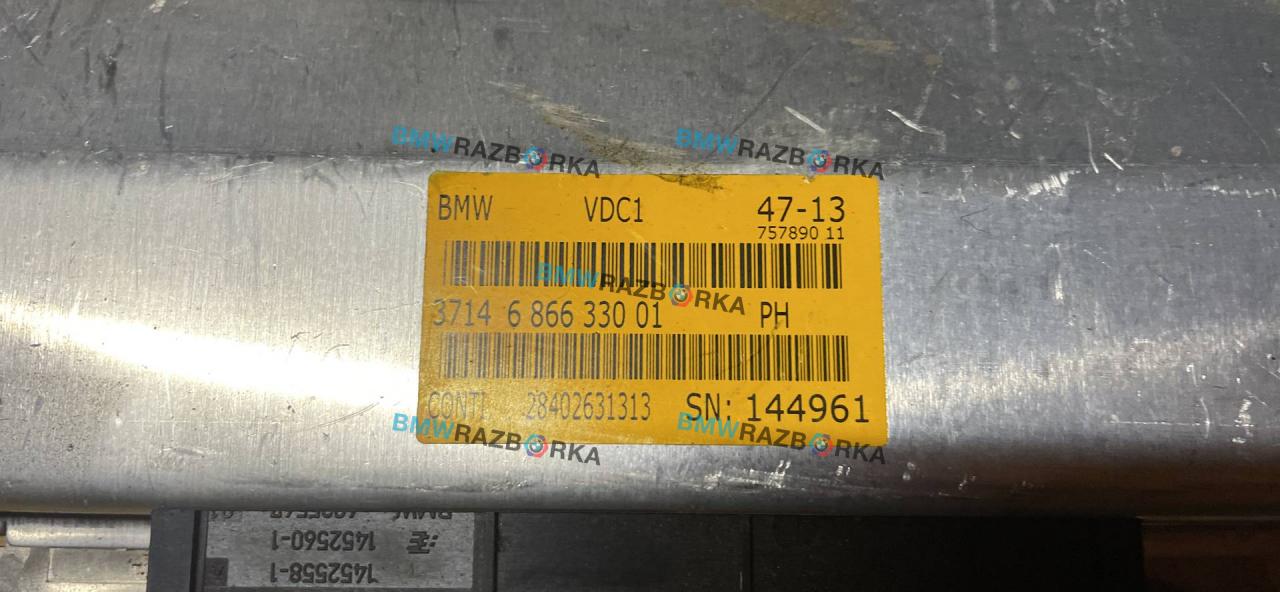 BMWRAZBORKA BMWRAZBORKA
BMW VDC1 47-13
757890 11
BMWRAZBORKA
3714 6 866 330 01 PH
CONTI 28402631313 SN: 144961
BMWRAZBORKA BMWRAZBORKA
1452560-1
1452558-1